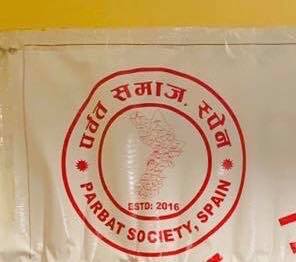 पर्वत समाज, स्पेन
ESTD: 2016
PARBAT SOCIETY, SPAIN